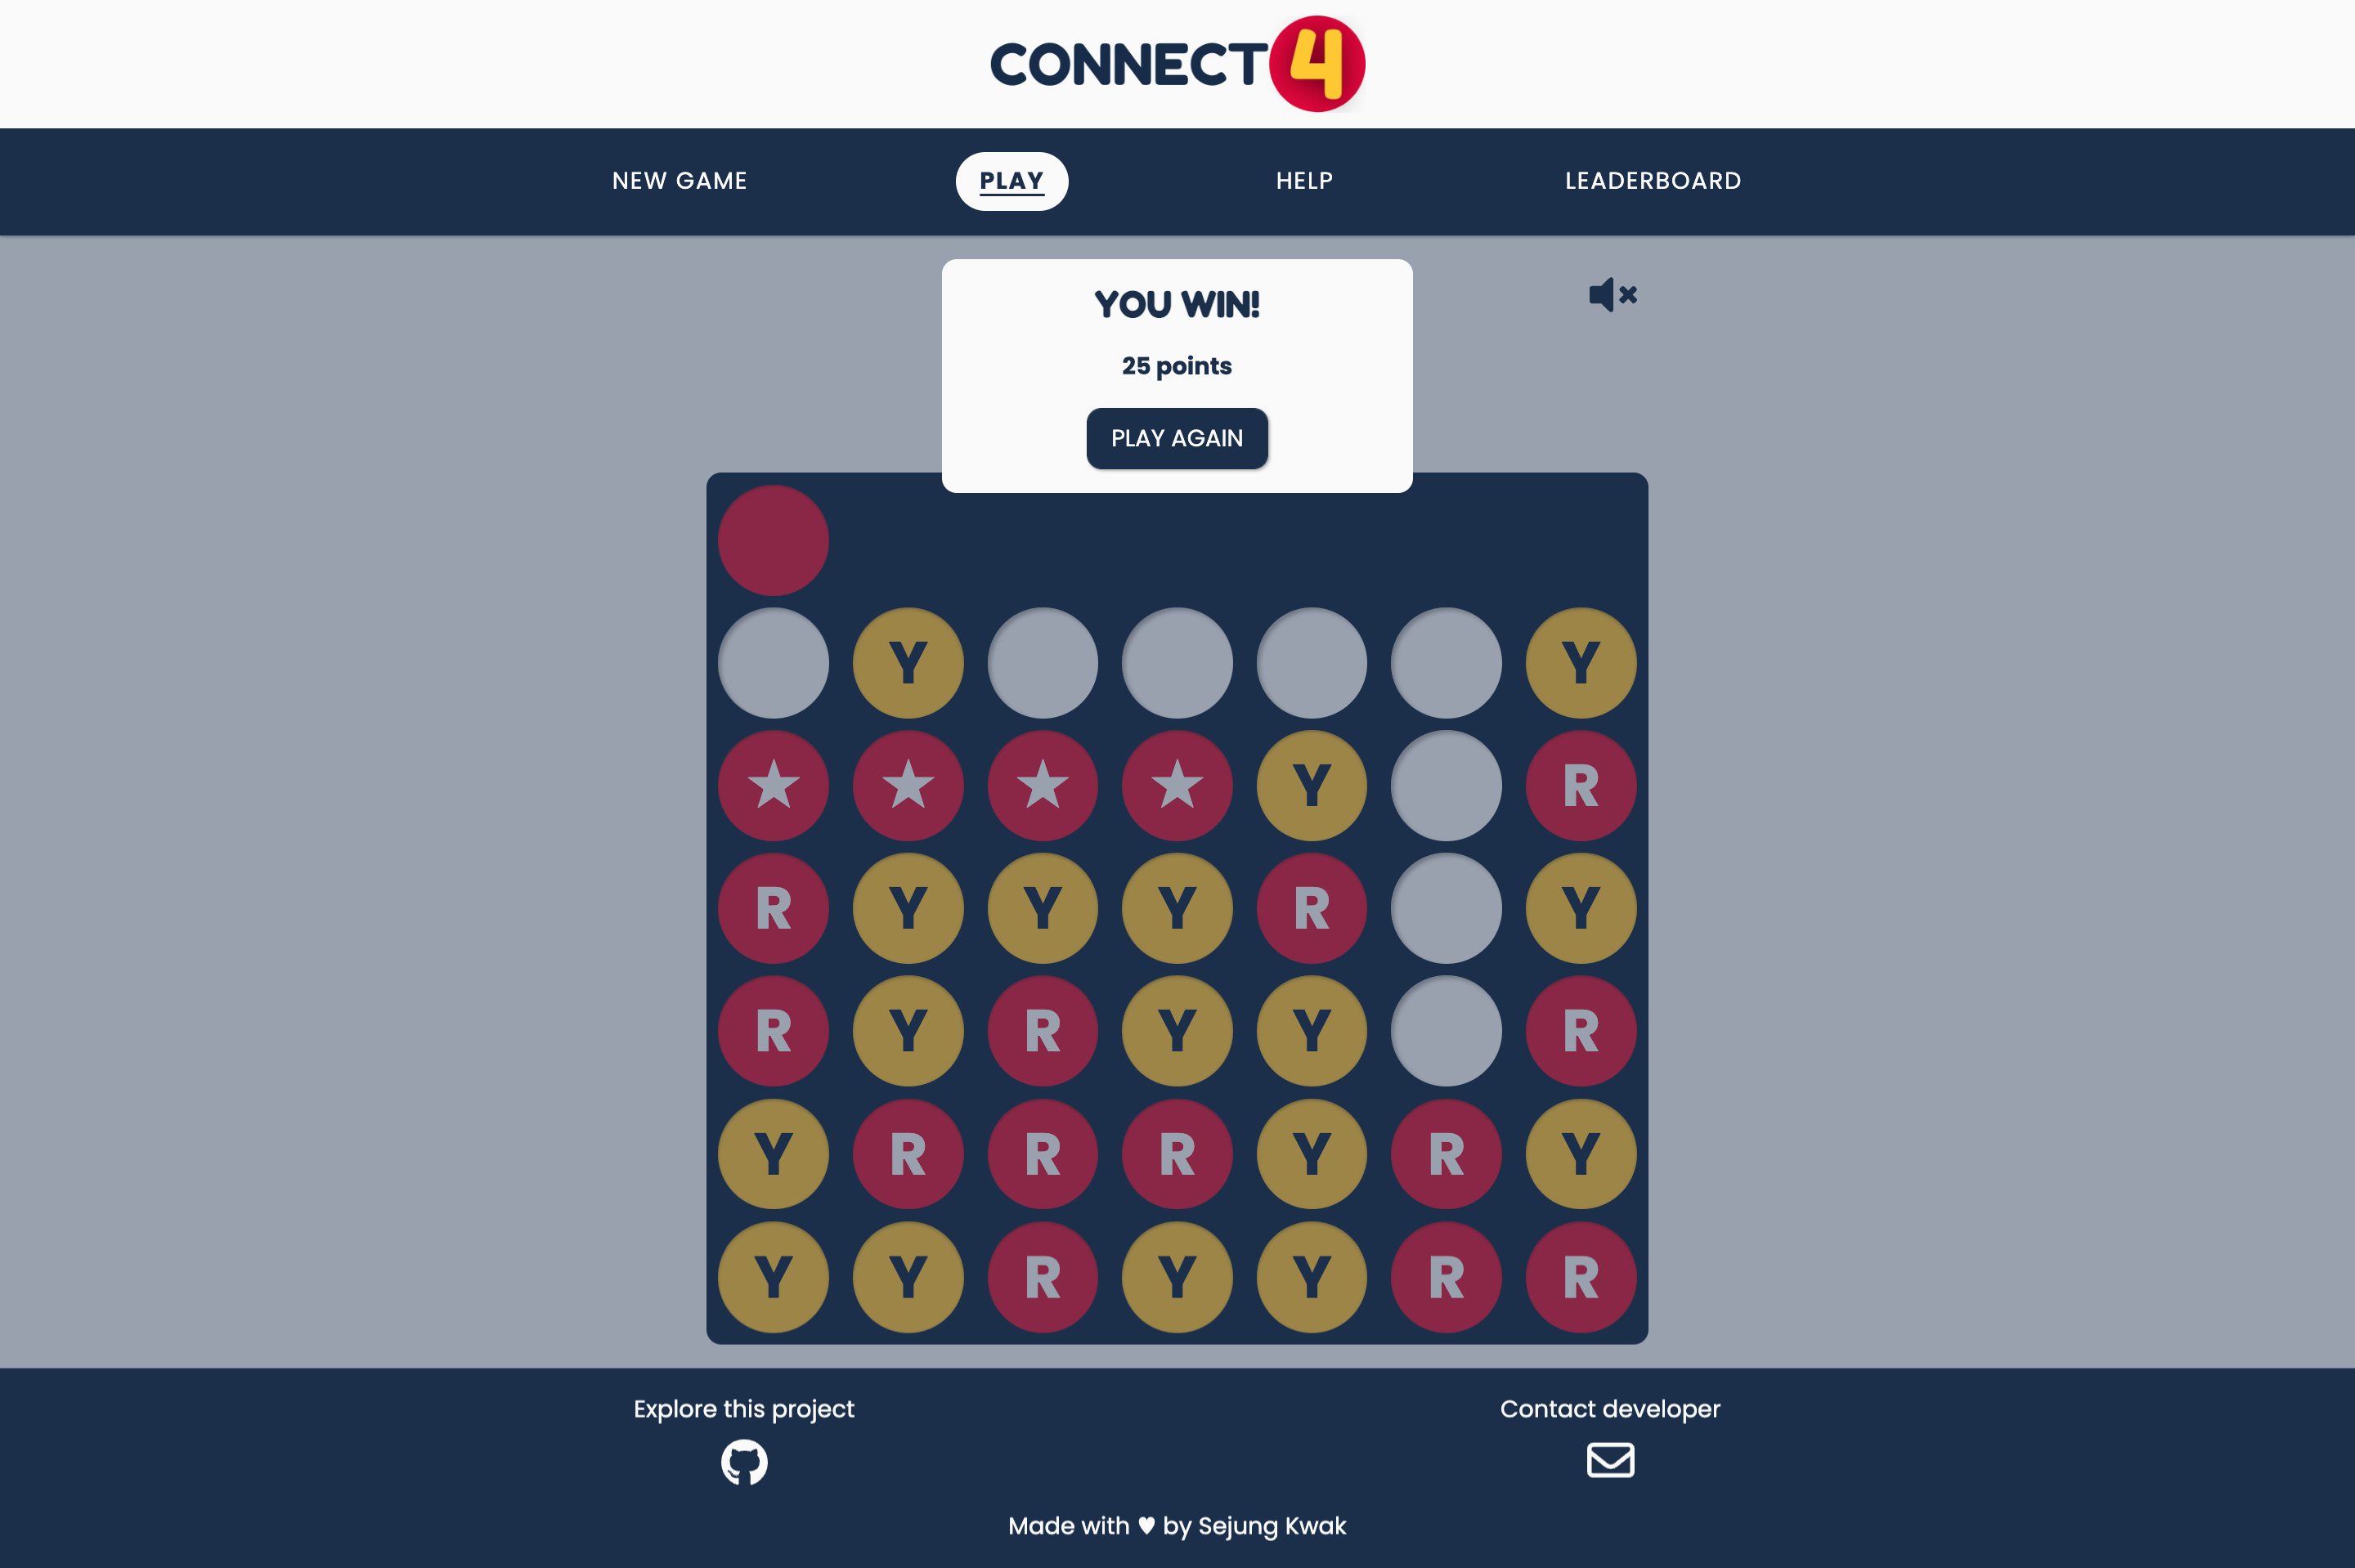 CONNECT 4
NEW GAME PLAY HELP LEADERBOARD
YOU WIN!
25 points
PLAY AGAIN
Y Y
★ ★ ★ ★ Y R
R Y Y Y R Y
R Y R Y Y R
Y R R R Y R Y
Y Y R Y Y R R
Explore this project
Contact developer
Made with ♥ by Sejung Kwak